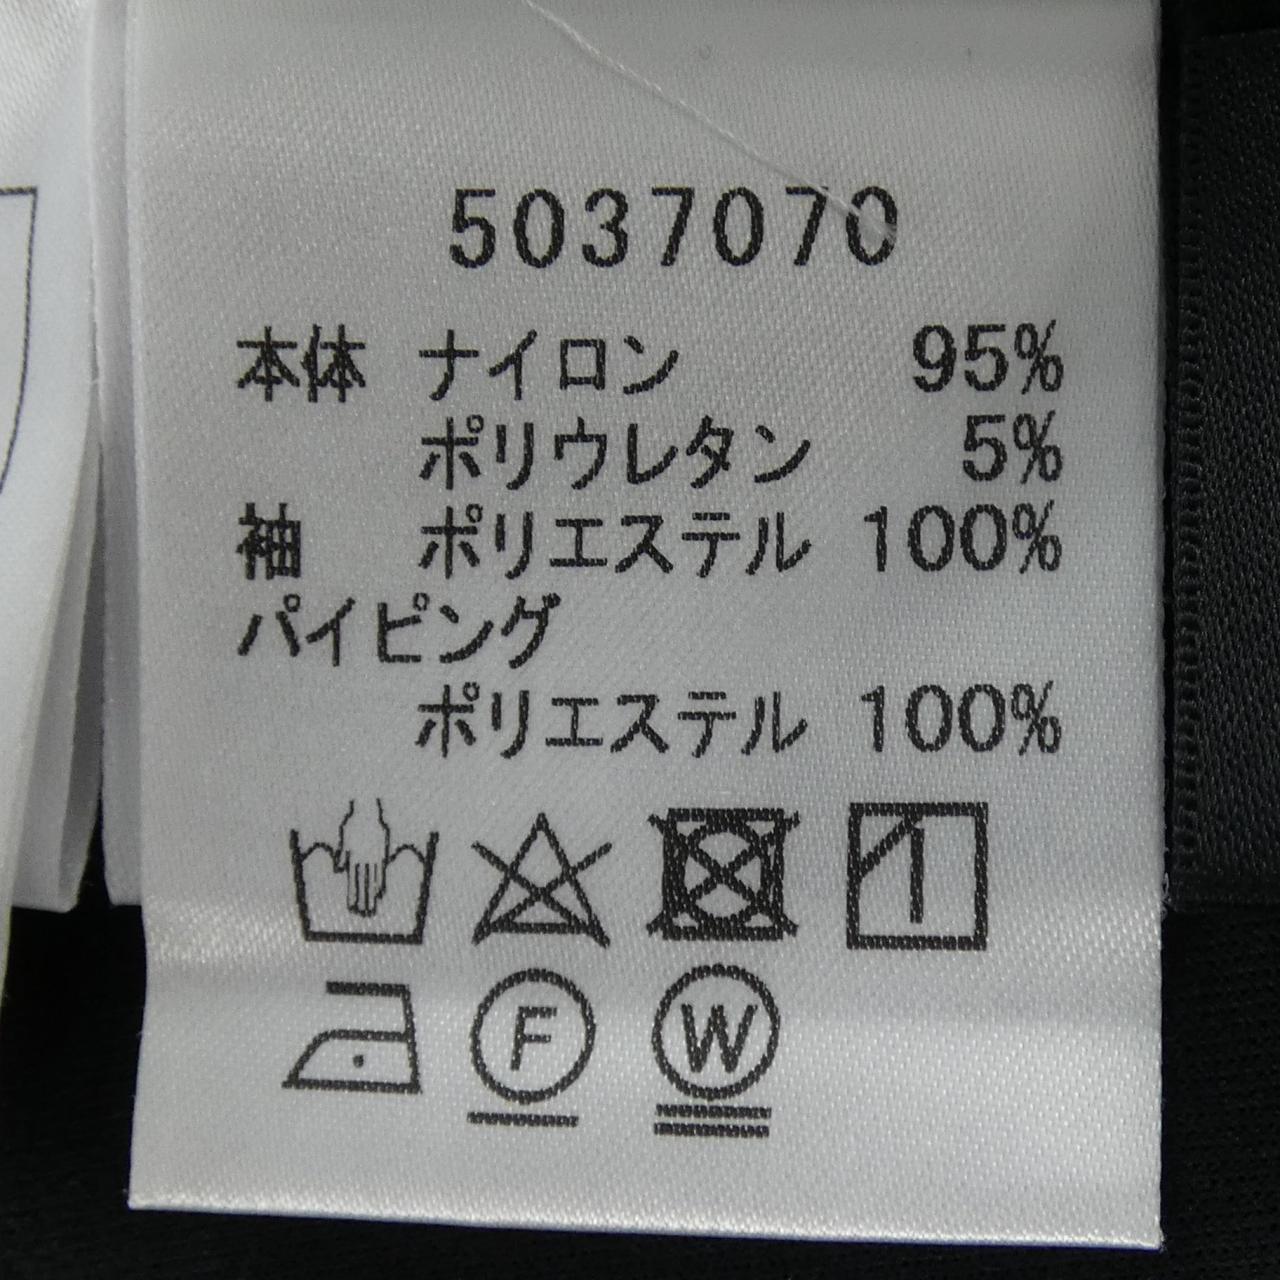 5037070
本体 ナイロン 95%
ポリウレタン 5%
袖 ポリエステル 100%
パイピング
ポリエステル 100%
F W